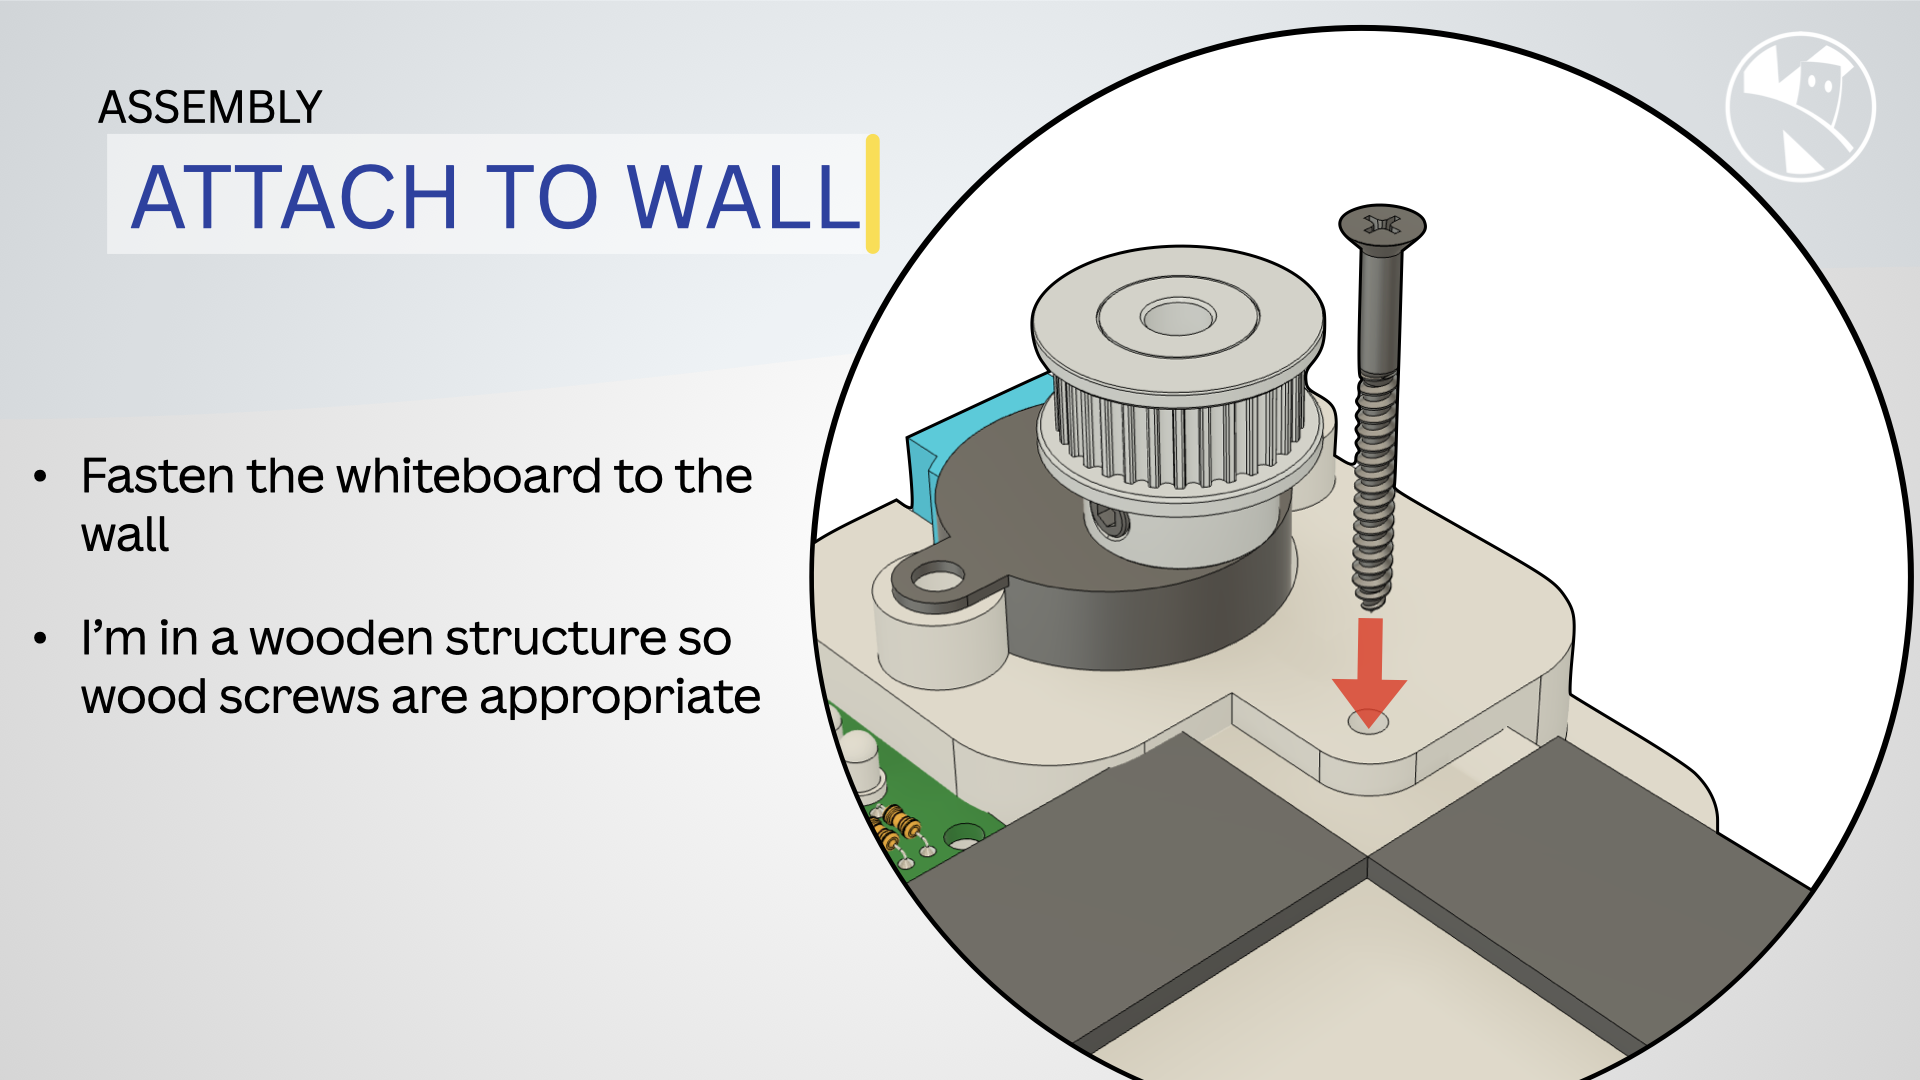 ASSEMBLY
ATTACH TO WALL
• Fasten the whiteboard to the
wall
• I’m in a wooden structure so
wood screws are appropriate